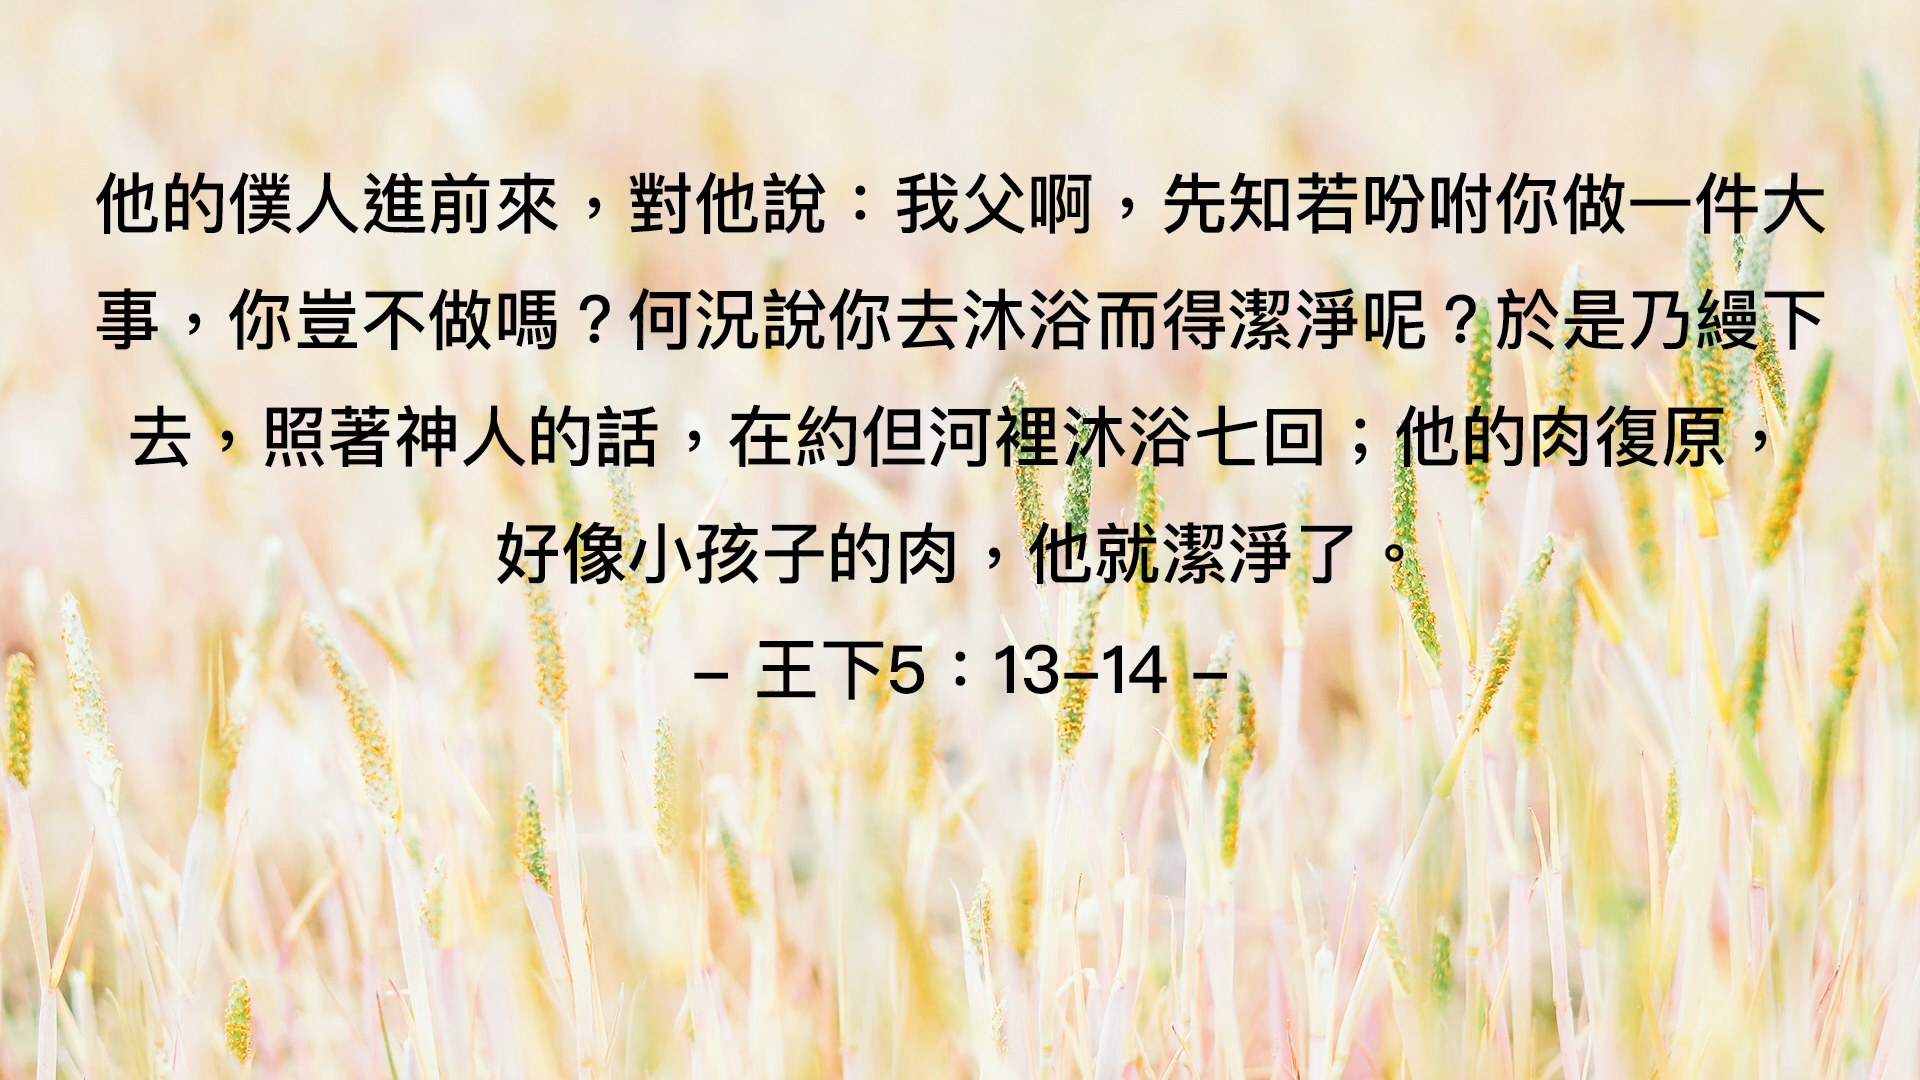 他的僕人進前來，對他說：我父啊，先知若吩咐你做一件大
事，你豈不做嗎？何況說你去沐浴而得潔淨呢？於是乃縵下
去，照著神人的話，在約但河裡沐浴七回；他的肉復原，
好像小孩子的肉，他就潔淨了。
– 王下5：13–14 –